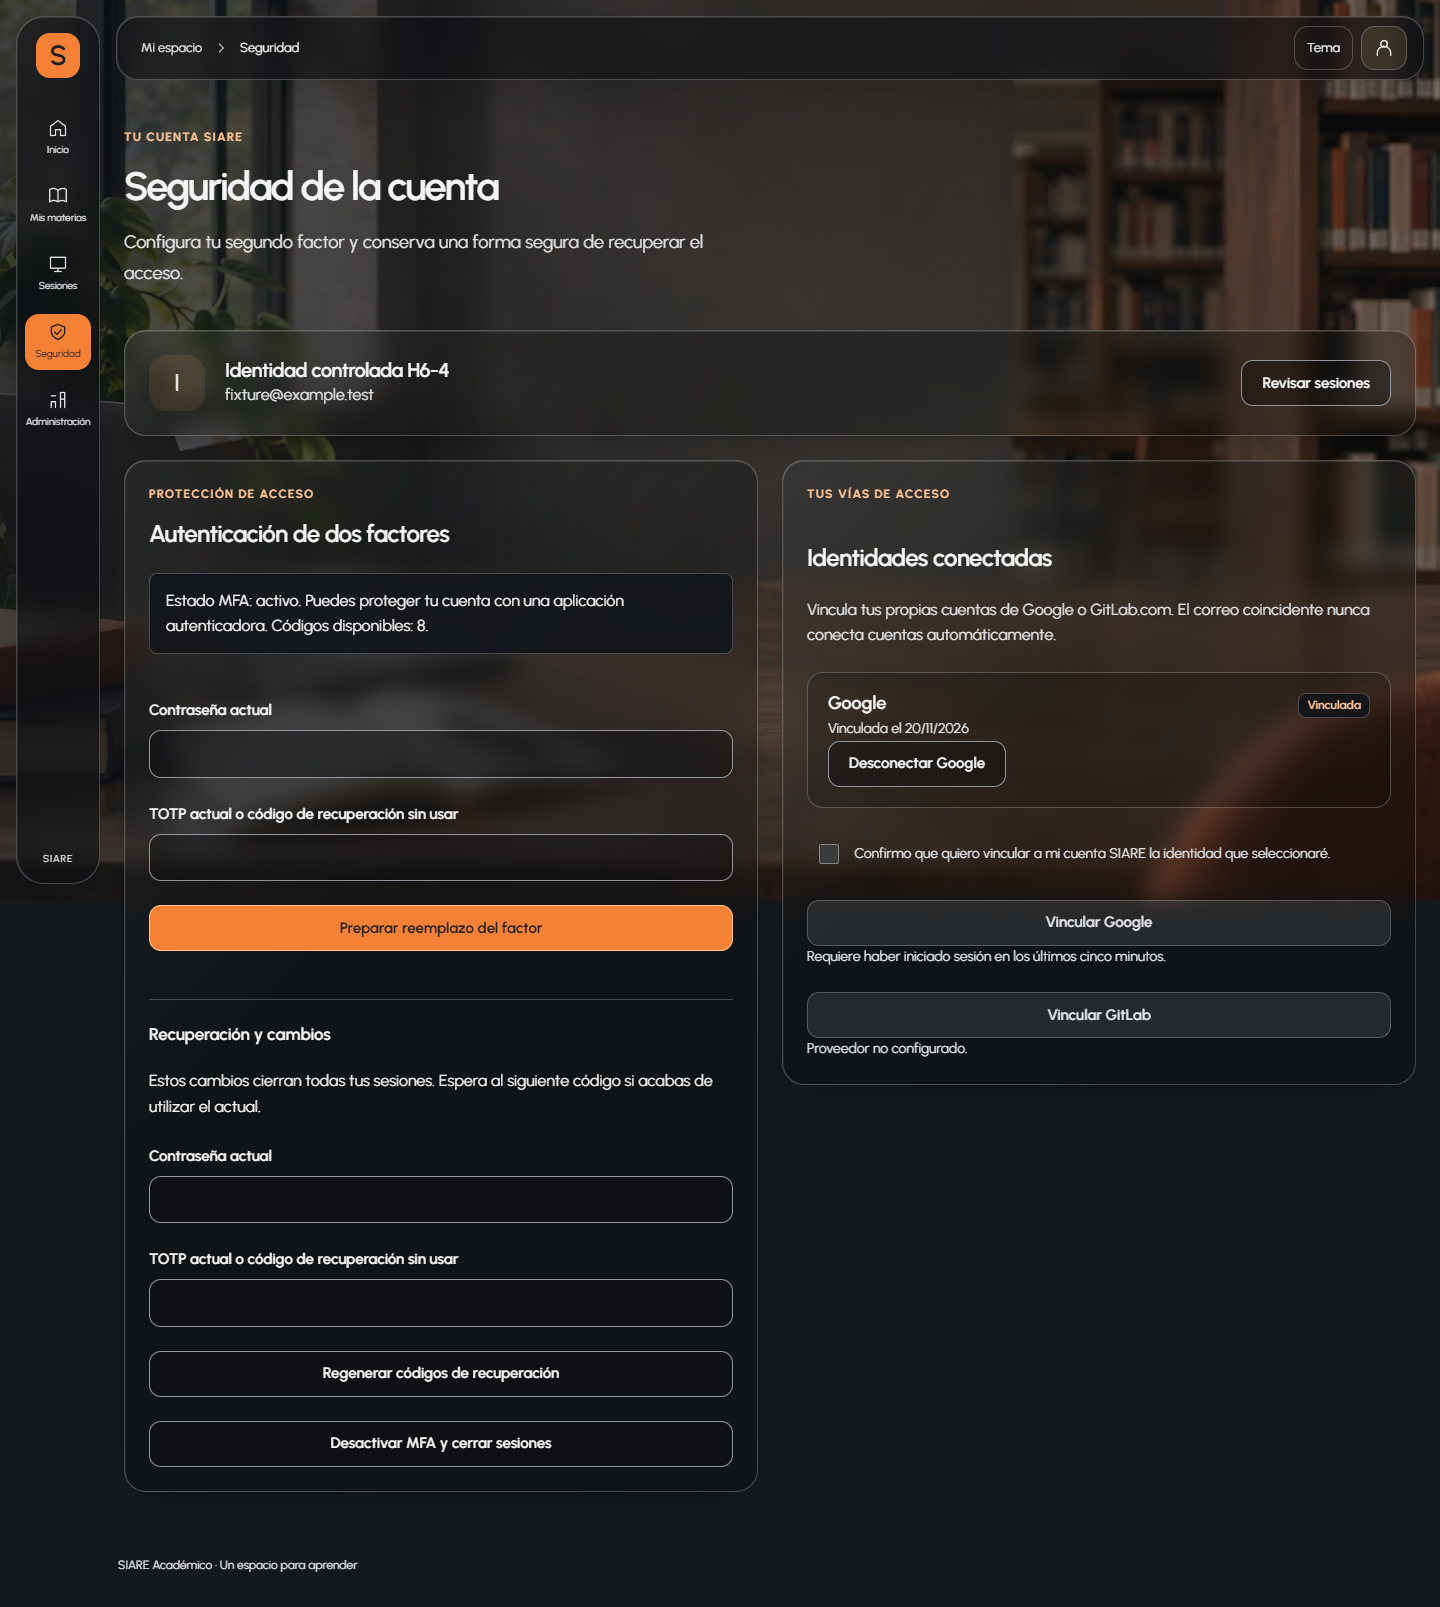 S
Inicio
Mis materias
Sesiones
Seguridad
Administración
SIARE
Mi espacio > Seguridad
Tema
TU CUENTA SIARE
Seguridad de la cuenta
Configura tu segundo factor y conserva una forma segura de recuperar el
acceso.
I
Identidad controlada H6-4
fixture@example.test
Revisar sesiones
PROTECCIÓN DE ACCESO
Autenticación de dos factores
Estado MFA: activo. Puedes proteger tu cuenta con una aplicación
autenticadora. Códigos disponibles: 8.
Contraseña actual
TOTP actual o código de recuperación sin usar
Preparar reemplazo del factor
Recuperación y cambios
Estos cambios cierran todas tus sesiones. Espera al siguiente código si acabas de
utilizar el actual.
Contraseña actual
TOTP actual o código de recuperación sin usar
Regenerar códigos de recuperación
Desactivar MFA y cerrar sesiones
TUS VÍAS DE ACCESO
Identidades conectadas
Vincula tus propias cuentas de Google o GitLab.com. El correo coincidente nunca
conecta cuentas automáticamente.
Google
Vinculada
Vinculada el 20/11/2026
Desconectar Google
Confirmo que quiero vincular a mi cuenta SIARE la identidad que seleccionaré.
Vincular Google
Requiere haber iniciado sesión en los últimos cinco minutos.
Vincular GitLab
Proveedor no configurado.
SIARE Académico · Un espacio para aprender